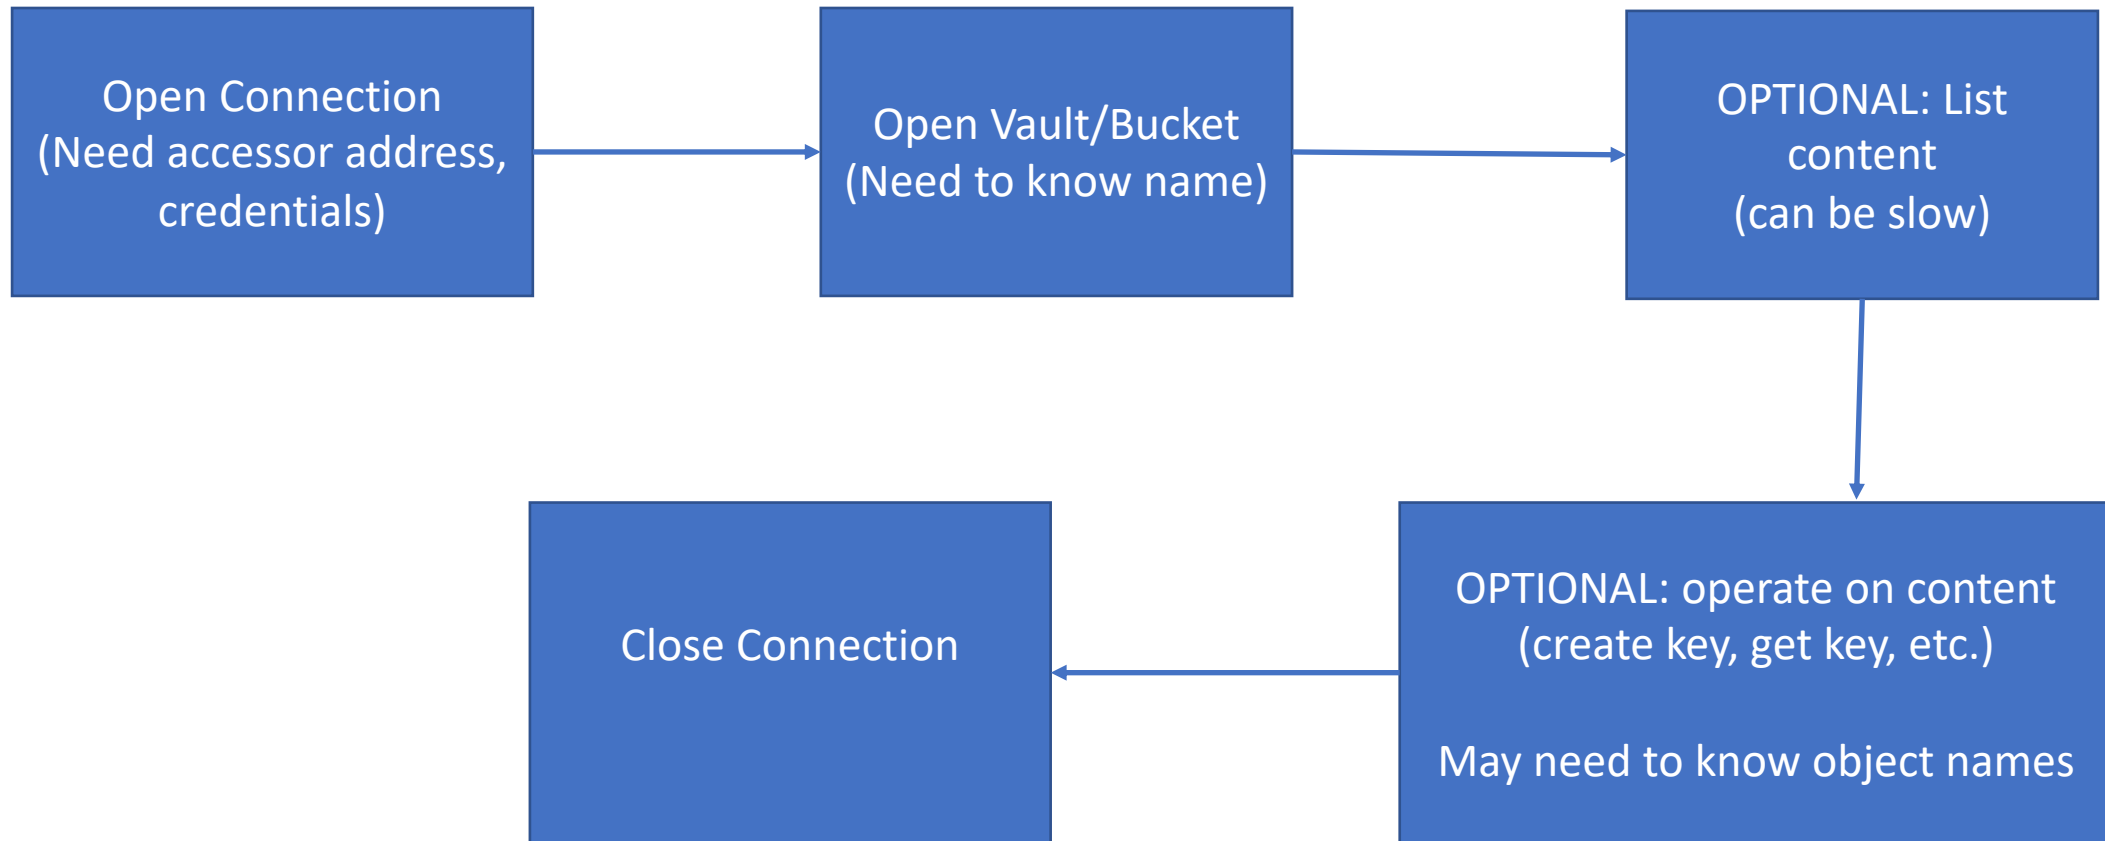 Open Connection
(Need accessor address,
credentials)
Open Vault/Bucket
(Need to know name)
OPTIONAL: List
content
(can be slow)
OPTIONAL: operate on content
(create key, get key, etc.)
May need to know object names
Close Connection